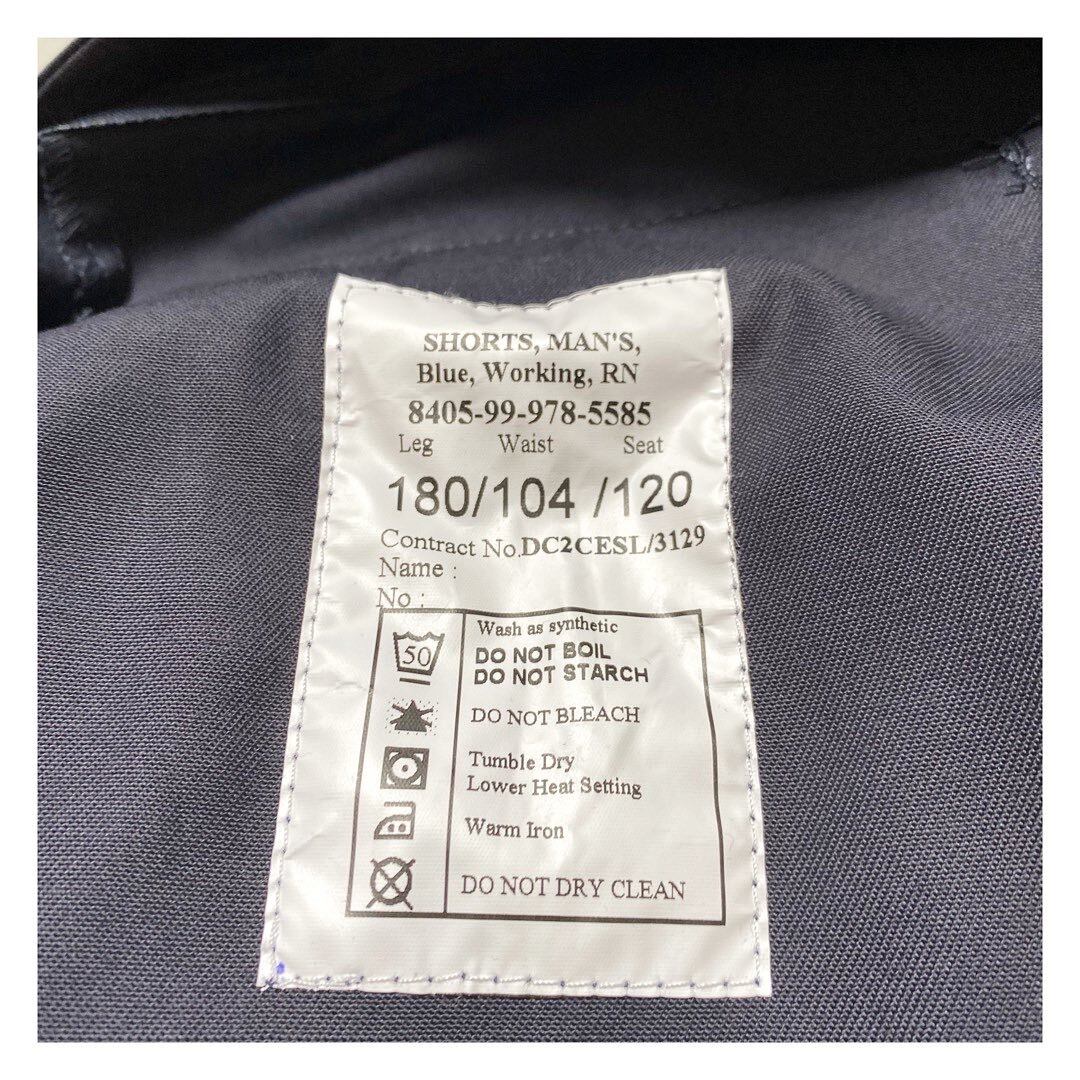 SHORTS, MAN'S,
Blue, Working, RN
8405-99-978-5585
Leg Waist Seat
180/104 /120
Contract No.DC2CESL/3129
Name :
No :
50
Wash as synthetic
DO NOT BOIL
DO NOT STARCH
DO NOT BLEACH
Tumble Dry
Lower Heat Setting
Warm Iron
DO NOT DRY CLEAN